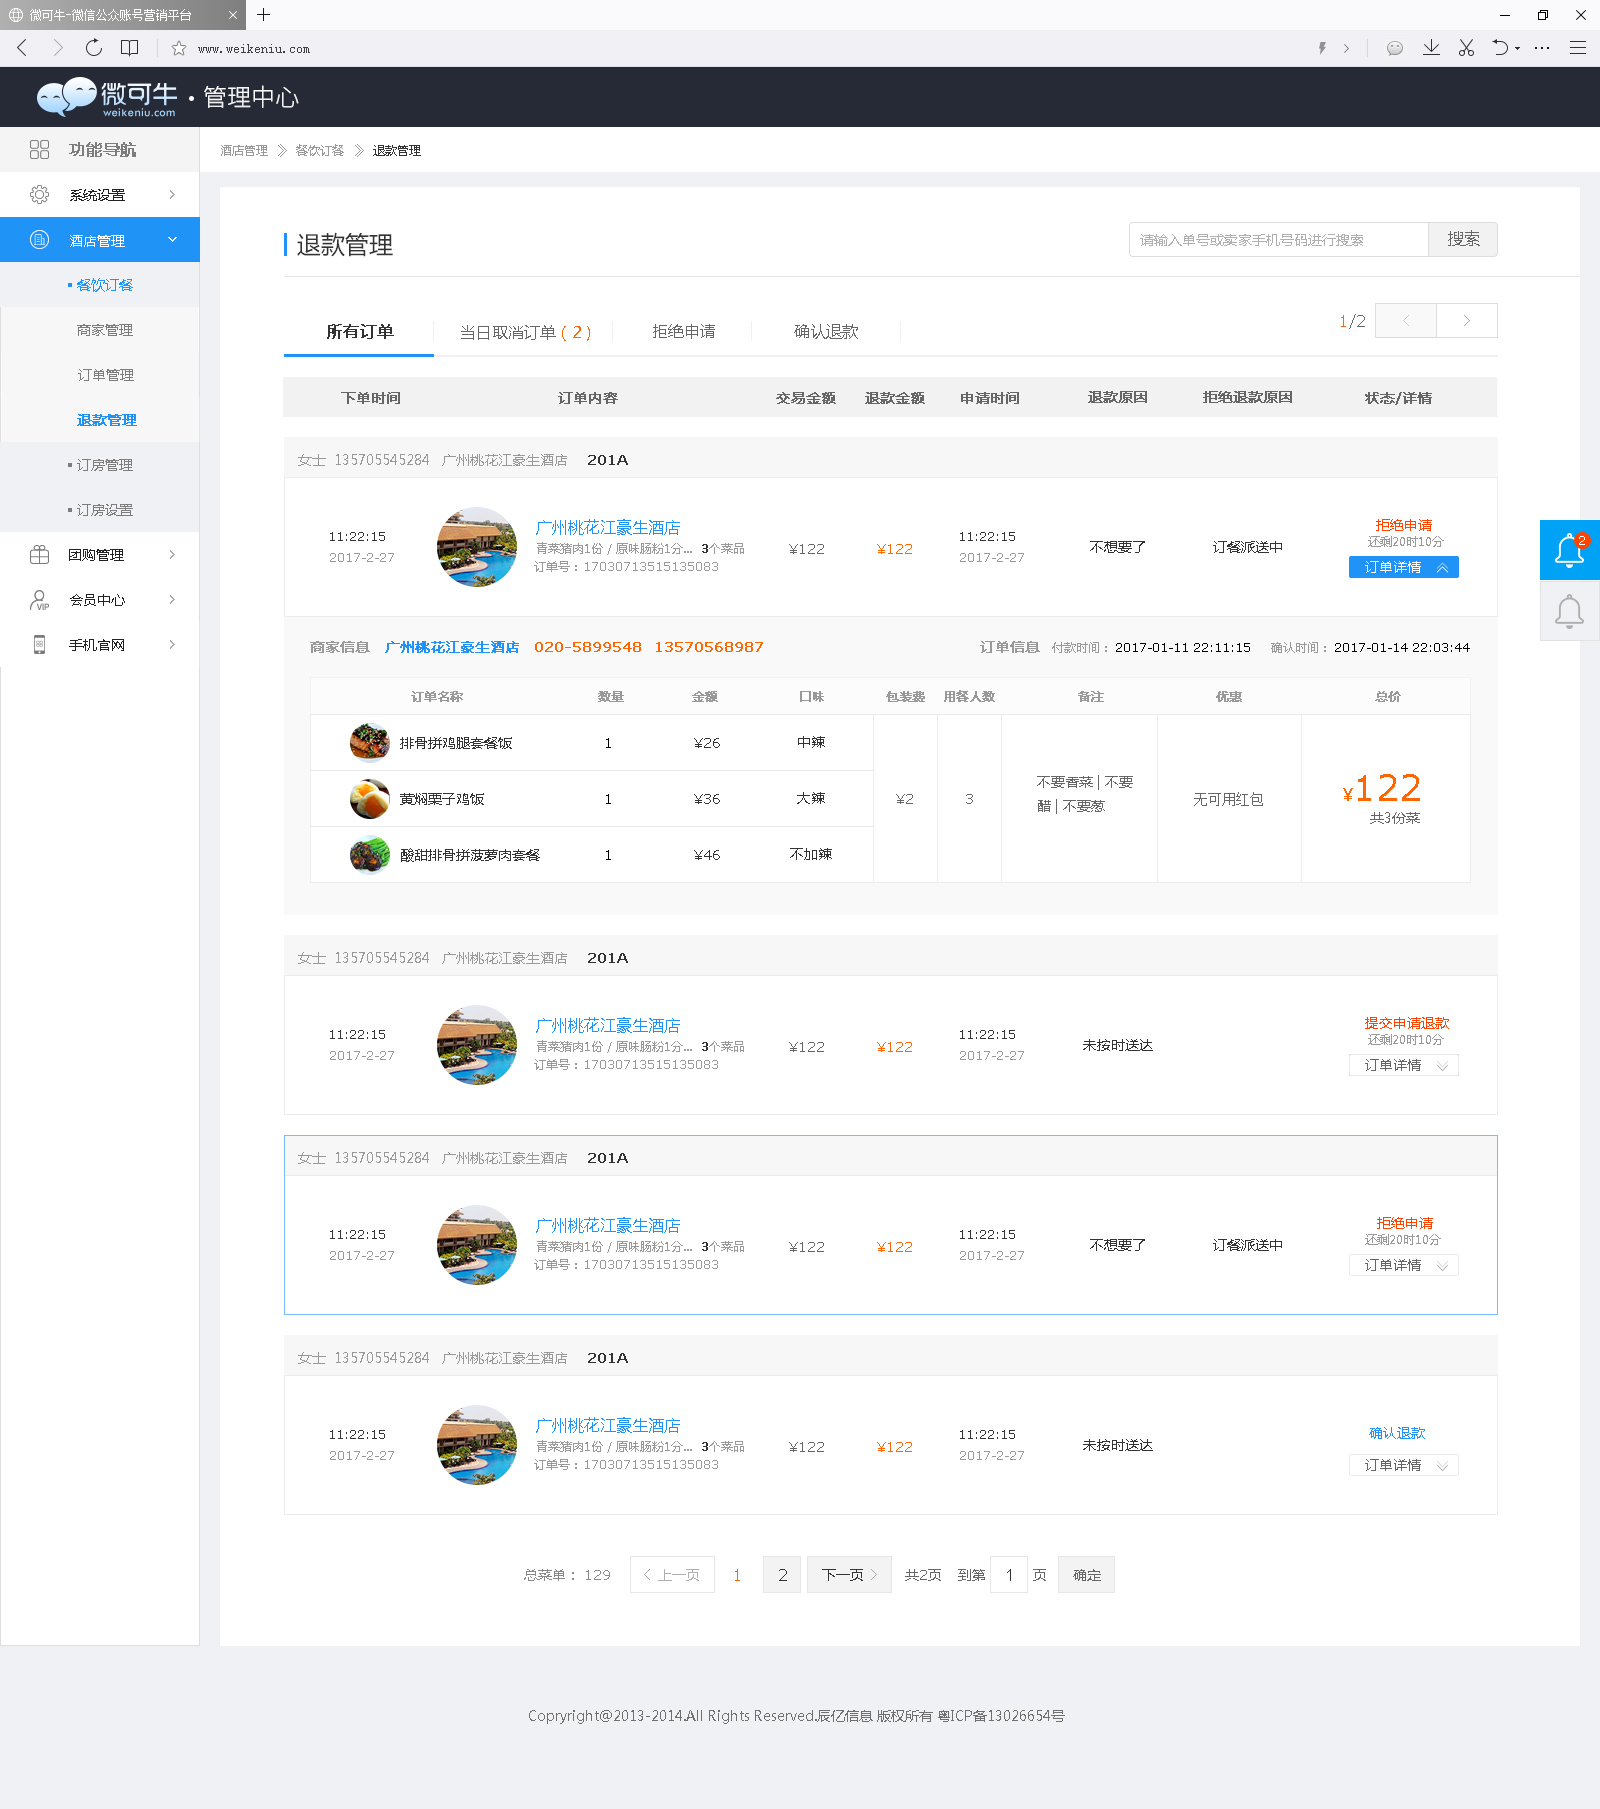 微可牛-微信公众账号营销平台
www.weikeniu.com
微可牛 weikeniu.com · 管理中心
功能导航
系统设置
酒店管理
餐饮订餐
商家管理
订单管理
退款管理
订房管理
订房设置
团购管理
VIP 会员中心
手机官网
酒店管理 餐饮订餐 退款管理
退款管理
请输入单号或卖家手机号码进行搜索 搜索
所有订单 当日取消订单 ( 2 ) 拒绝申请 确认退款 1/2
下单时间 订单内容 交易金额 退款金额 申请时间 退款原因 拒绝退款原因 状态/详情
女士 135705545284 广州桃花江豪生酒店 201A
11:22:15
2017-2-27
广州桃花江豪生酒店
青菜猪肉1份 / 原味肠粉1分... 3个菜品
订单号：17030713515135083
¥122
¥122
11:22:15
2017-2-27
不想要了
订餐派送中
拒绝申请
还剩20时10分
订单详情
2
商家信息 广州桃花江豪生酒店 020-5899548 13570568987 订单信息 付款时间：2017-01-11 22:11:15 确认时间：2017-01-14 22:03:44
订单名称 数量 金额 口味 包装费 用餐人数 备注 优惠 总价
排骨拼鸡腿套餐饭 1 ¥26 中辣
黄焖栗子鸡饭 1 ¥36 大辣
酸甜排骨拼菠萝肉套餐 1 ¥46 不加辣
¥2
3
不要香菜 | 不要
醋 | 不要葱
无可用红包
¥122
共3份菜
女士 135705545284 广州桃花江豪生酒店 201A
11:22:15
2017-2-27
广州桃花江豪生酒店
青菜猪肉1份 / 原味肠粉1分... 3个菜品
订单号：17030713515135083
¥122
¥122
11:22:15
2017-2-27
未按时送达
提交申请退款
还剩20时10分
订单详情
女士 135705545284 广州桃花江豪生酒店 201A
11:22:15
2017-2-27
广州桃花江豪生酒店
青菜猪肉1份 / 原味肠粉1分... 3个菜品
订单号：17030713515135083
¥122
¥122
11:22:15
2017-2-27
不想要了
订餐派送中
拒绝申请
还剩20时10分
订单详情
女士 135705545284 广州桃花江豪生酒店 201A
11:22:15
2017-2-27
广州桃花江豪生酒店
青菜猪肉1份 / 原味肠粉1分... 3个菜品
订单号：17030713515135083
¥122
¥122
11:22:15
2017-2-27
未按时送达
确认退款
订单详情
总菜单： 129 上一页 1 2 下一页 共2页 到第 1 页 确定
Copryright@2013-2014.All Rights Reserved.辰亿信息 版权所有 粤ICP备13026654号